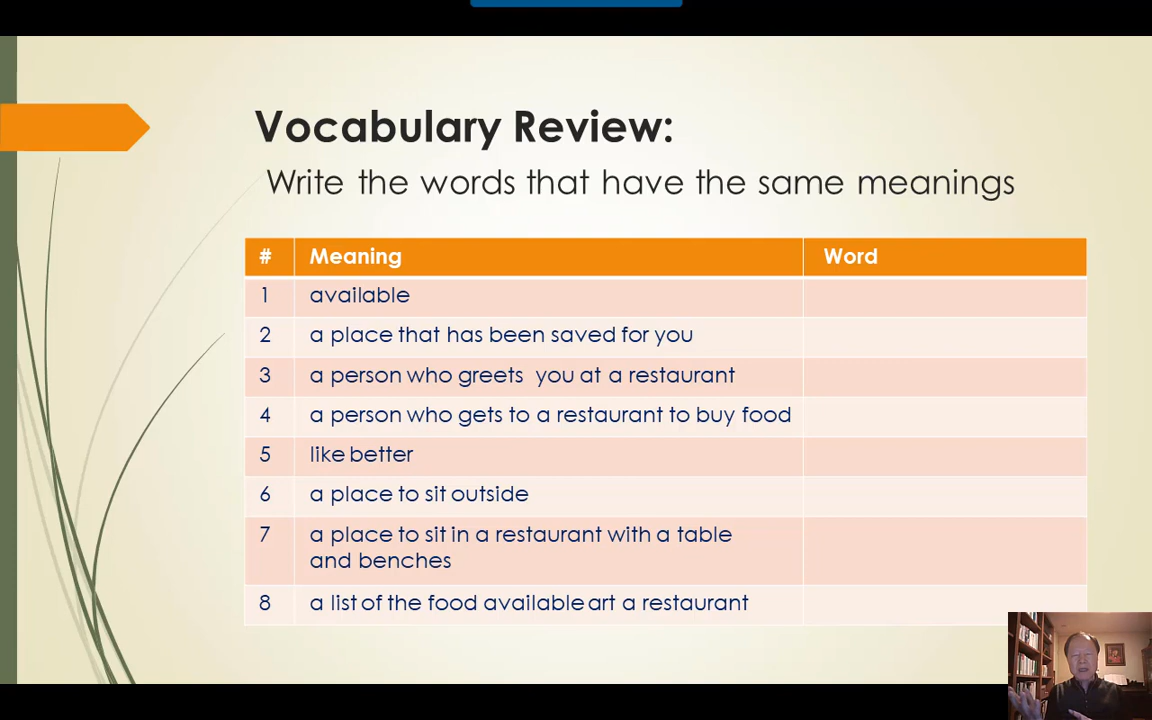 Vocabulary Review:
Write the words that have the same meanings
# Meaning Word
1 available
2 a place that has been saved for you
3 a person who greets you at a restaurant
4 a person who gets to a restaurant to buy food
5 like better
6 a place to sit outside
7 a place to sit in a restaurant with a table
and benches
8 a list of the food available art a restaurant